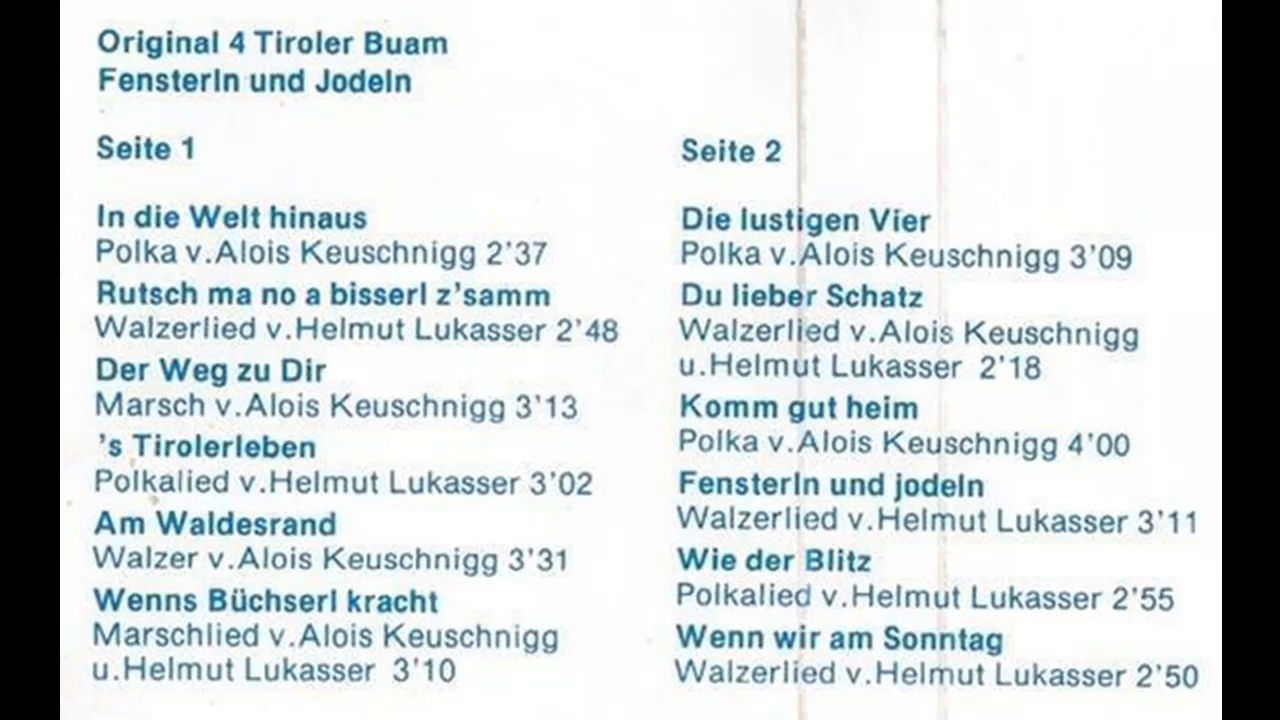 Original 4 Tiroler Buam
Fensterln und Jodeln
Seite 1
In die Welt hinaus
Polka v.Alois Keuschnigg 2'37
Rutsch ma no a bisserl z'samm
Walzerlied v.Helmut Lukasser 2'48
Der Weg zu Dir
Marsch v.Alois Keuschnigg 3'13
's Tirolerleben
Polkalied v.Helmut Lukasser 3'02
Am Waldesrand
Walzer v.Alois Keuschnigg 3'31
Wenns Büchserl kracht
Marschlied v.Alois Keuschnigg
u.Helmut Lukasser 3'10
Seite 2
Die lustigen Vier
Polka v.Alois Keuschnigg 3'09
Du lieber Schatz
Walzerlied v.Alois Keuschnigg
u.Helmut Lukasser 2'18
Komm gut heim
Polka v.Alois Keuschnigg 4'00
Fensterln und jodeln
Walzerlied v.Helmut Lukasser 3'11
Wie der Blitz
Polkalied v.Helmut Lukasser 2'55
Wenn wir am Sonntag
Walzerlied v.Helmut Lukasser 2'50